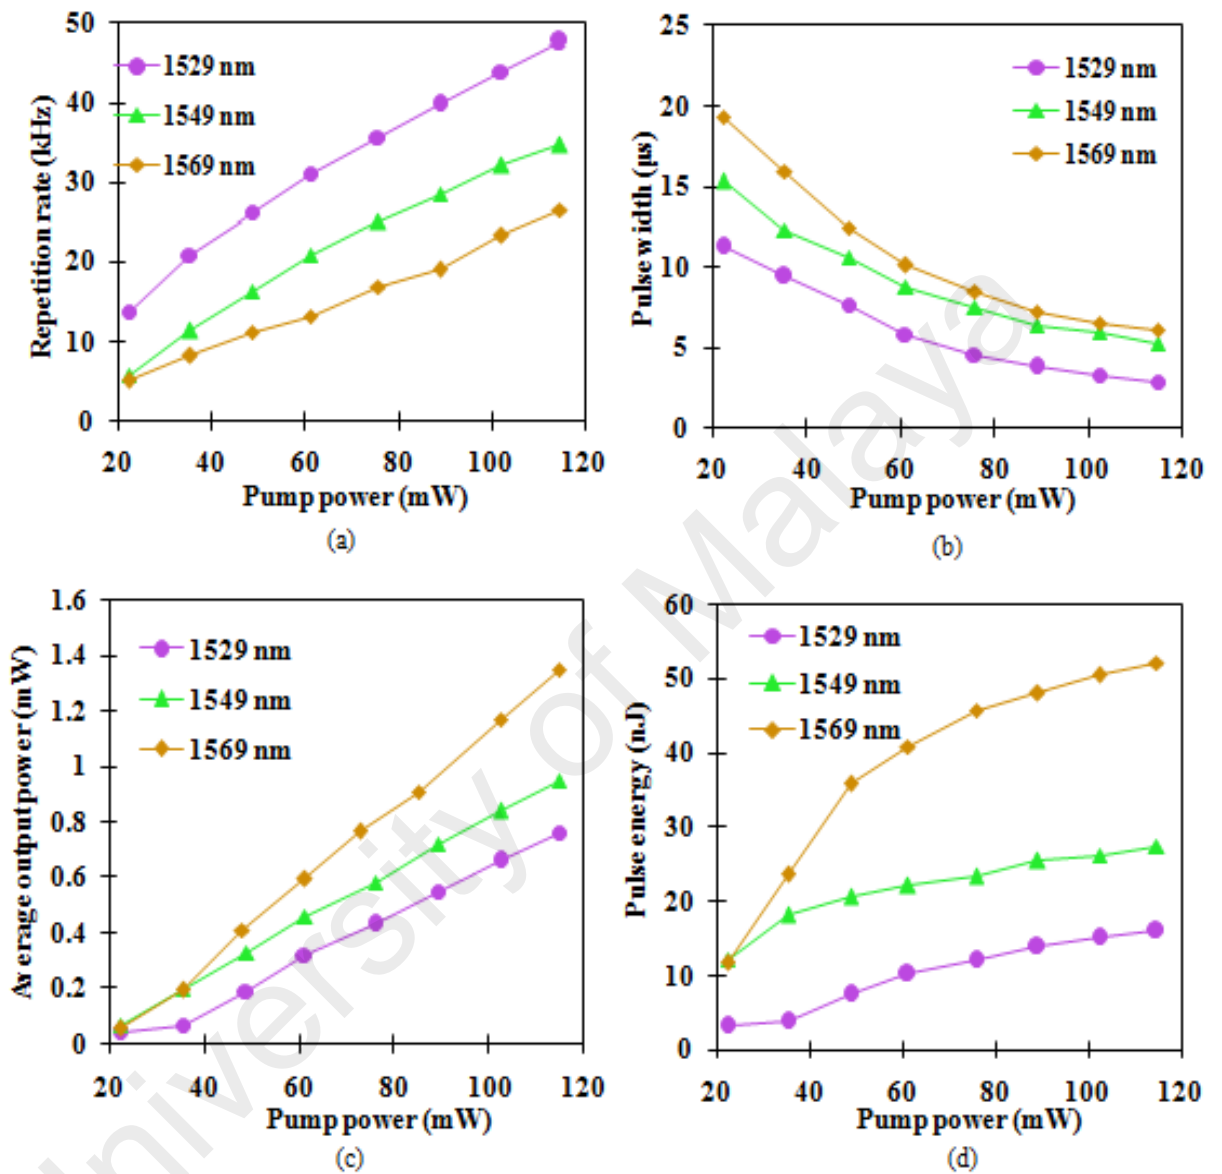 50
40
30
20
10
0
20 40 60 80 100 120
Repetition rate (kHz)
Pump power (mW)
1529 nm
1549 nm
1569 nm
(a)
25
20
15
10
5
0
20 40 60 80 100 120
Pulse width (µs)
Pump power (mW)
1529 nm
1549 nm
1569 nm
(b)
1.6
1.4
1.2
1
0.8
0.6
0.4
0.2
0
20 40 60 80 100 120
Average output power (mW)
Pump power (mW)
1529 nm
1549 nm
1569 nm
(c)
60
50
40
30
20
10
0
20 40 60 80 100 120
Pulse energy (nJ)
Pump power (mW)
1529 nm
1549 nm
1569 nm
(d)
University of Malaya